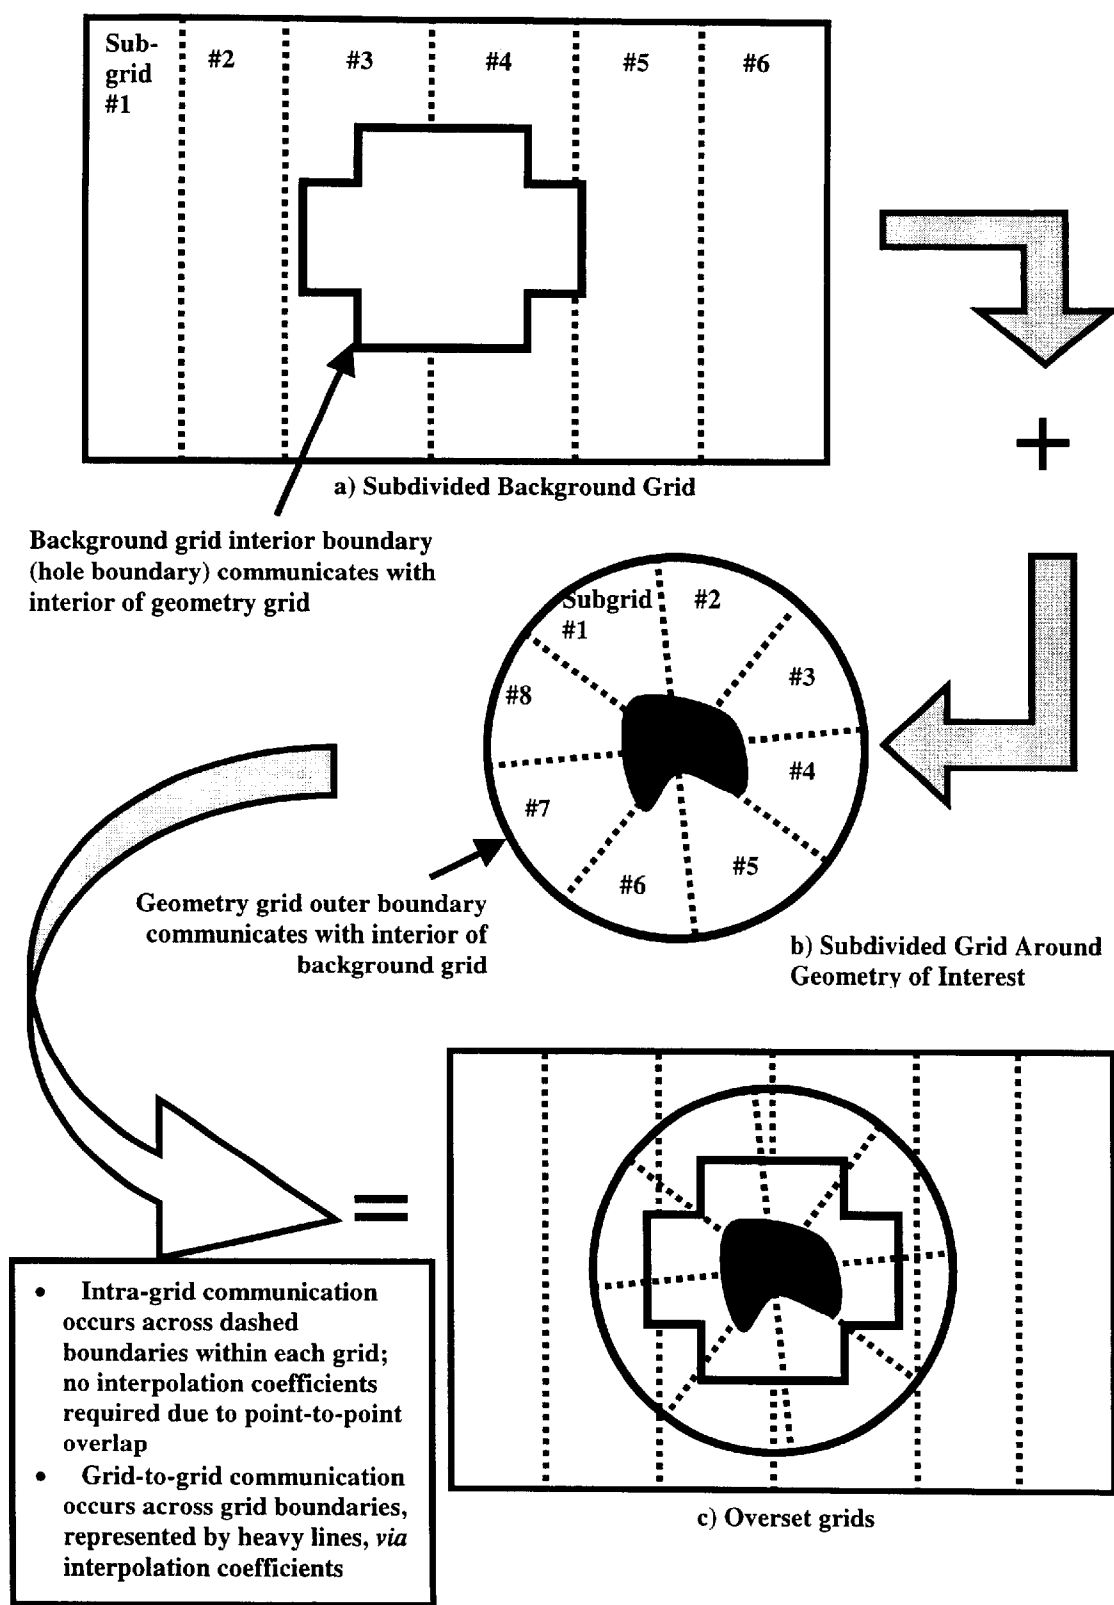 Sub-
grid
#1
#2
#3
#4
#5
#6
+
a) Subdivided Background Grid
Background grid interior boundary
(hole boundary) communicates with
interior of geometry grid
Subgrid
#1
#2
#3
#4
#5
#6
#7
#8
Geometry grid outer boundary
communicates with interior of
background grid
b) Subdivided Grid Around
Geometry of Interest
=
• Intra-grid communication
occurs across dashed
boundaries within each grid;
no interpolation coefficients
required due to point-to-point
overlap
• Grid-to-grid communication
occurs across grid boundaries,
represented by heavy lines, via
interpolation coefficients
c) Overset grids